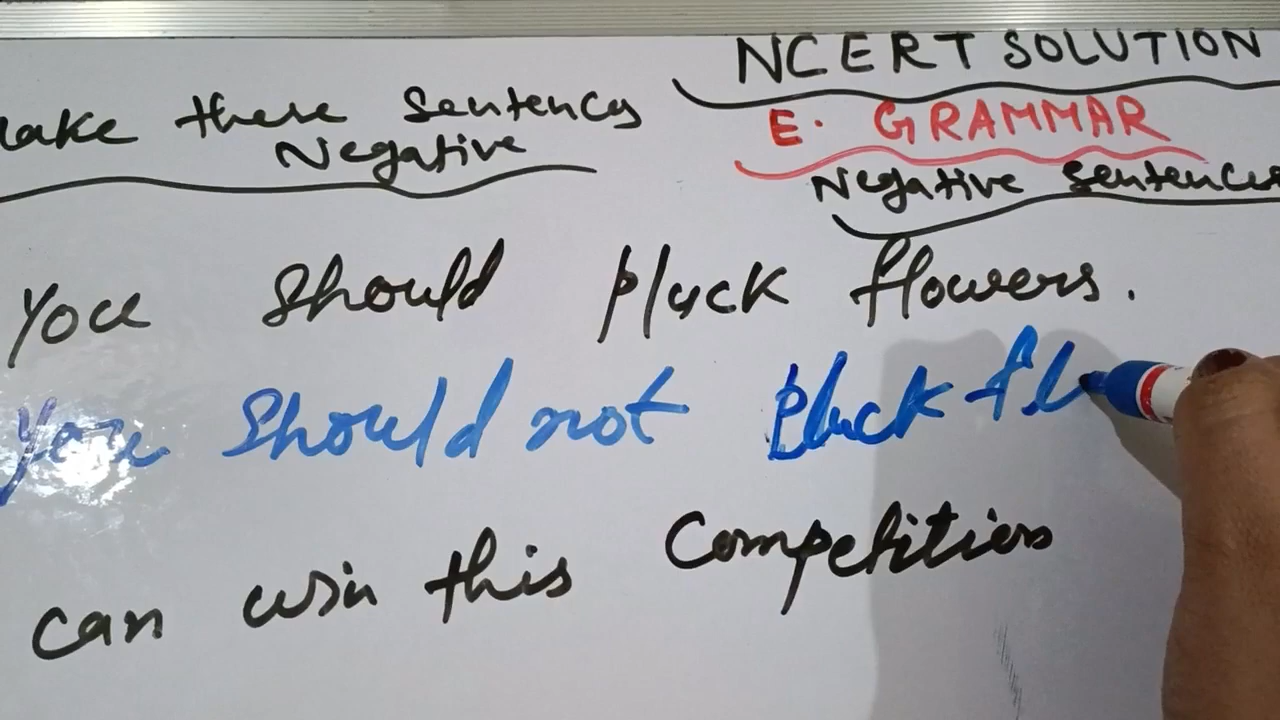 NCERT SOLUTION
E. GRAMMAR
Negative Sentences
ake these Sentences
Negative
You Should pluck flowers.
You Should not pluck fl
can win this Competition